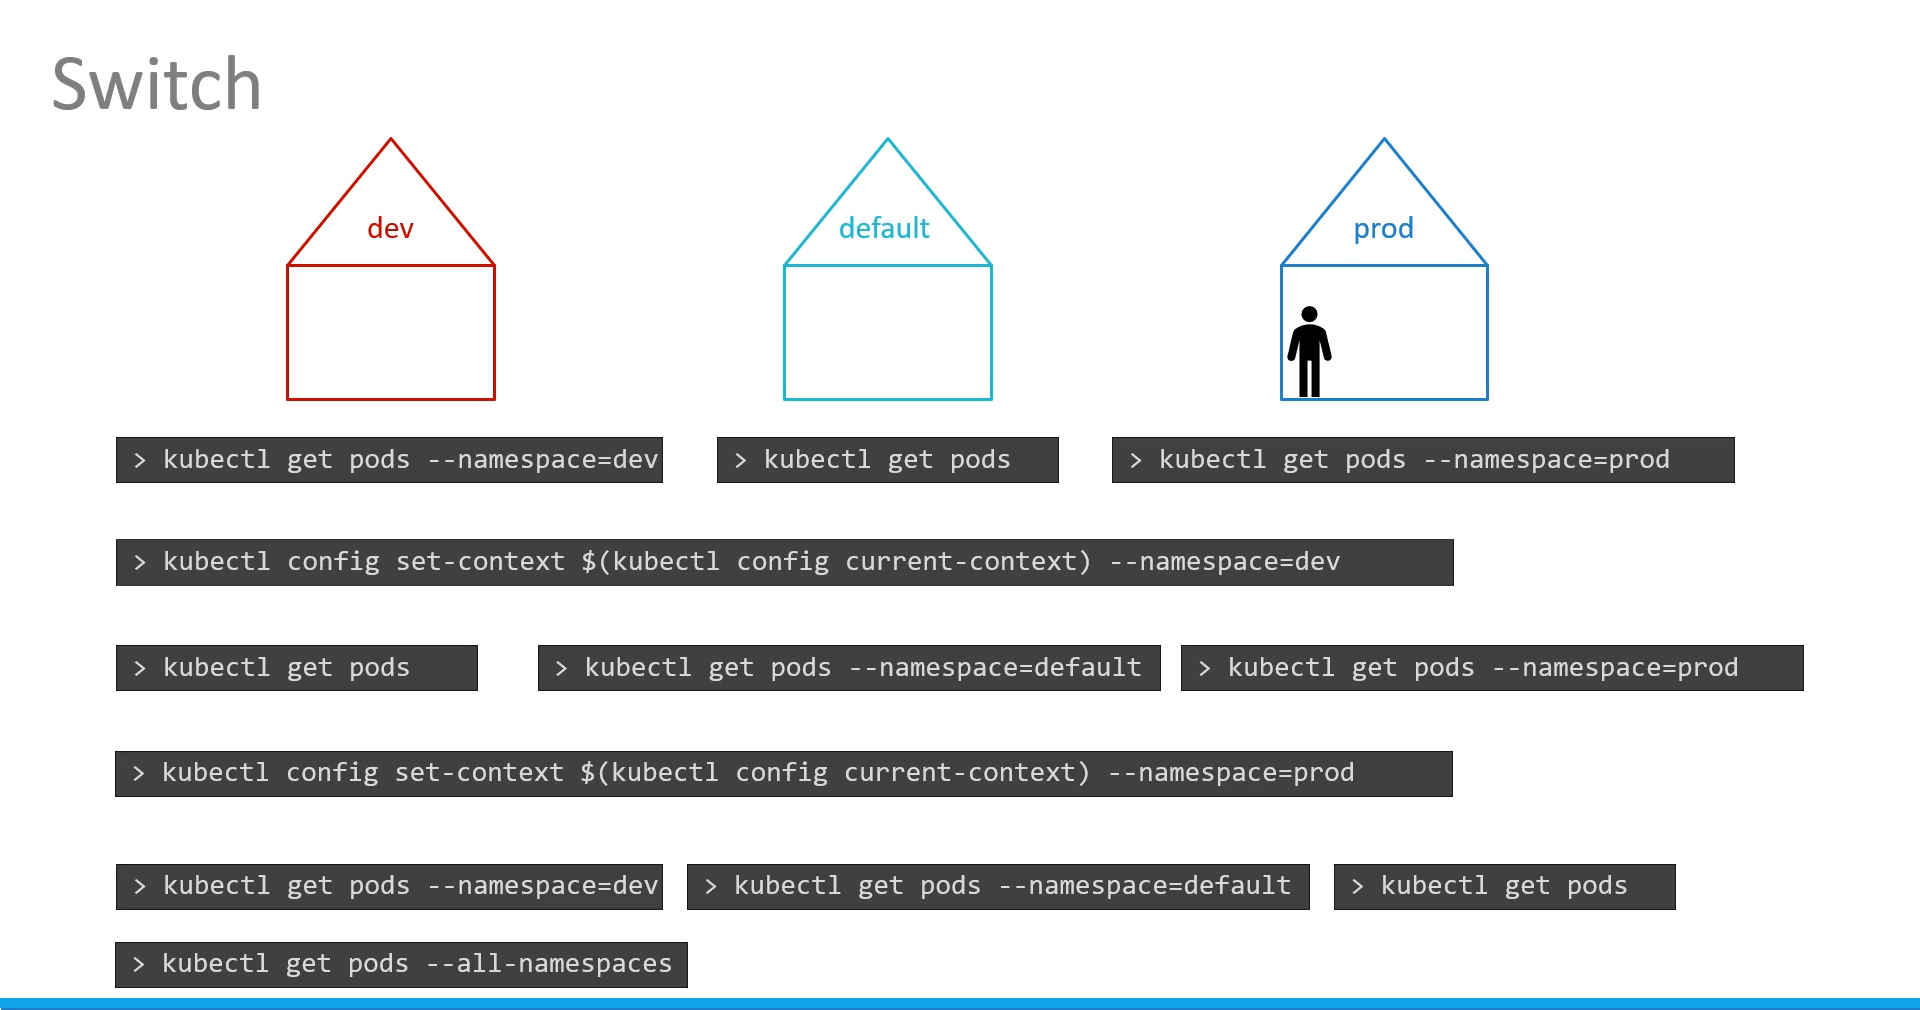 Switch
dev
default
prod
> kubectl get pods --namespace=dev
> kubectl get pods
> kubectl get pods --namespace=prod
> kubectl config set-context $(kubectl config current-context) --namespace=dev
> kubectl get pods
> kubectl get pods --namespace=default
> kubectl get pods --namespace=prod
> kubectl config set-context $(kubectl config current-context) --namespace=prod
> kubectl get pods --namespace=dev
> kubectl get pods --namespace=default
> kubectl get pods
> kubectl get pods --all-namespaces